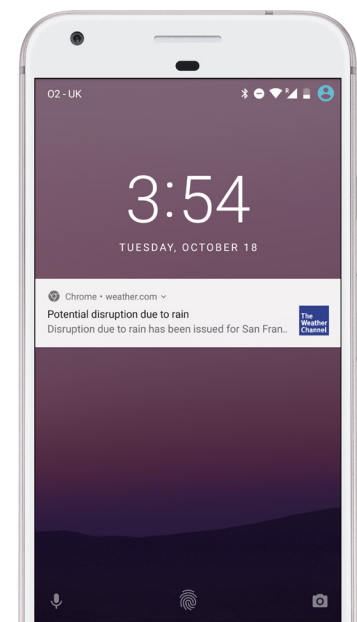 O2 - UK
R
3:54
TUESDAY, OCTOBER 18
Chrome • weather.com
Potential disruption due to rain
Disruption due to rain has been issued for San Fran..
The
Weather
Channel